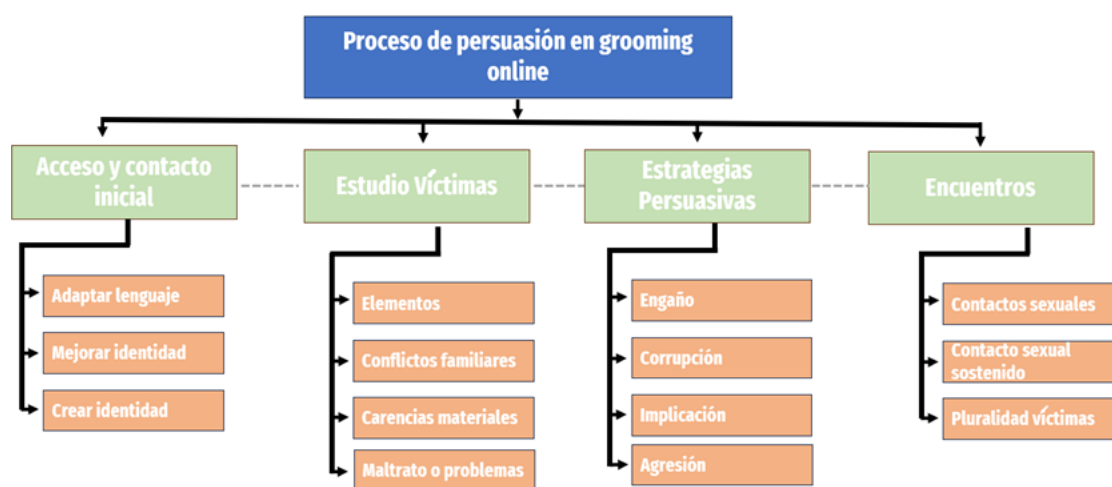 Proceso de persuasión en grooming
online
Acceso y contacto
inicial
Adaptar lenguaje
Mejorar identidad
Crear identidad
Estudio Víctimas
Elementos
Conflictos familiares
Carencias materiales
Maltrato o problemas
Estrategias
Persuasivas
Engaño
Corrupción
Implicación
Agresión
Encuentros
Contactos sexuales
Contacto sexual
sostenido
Pluralidad víctimas